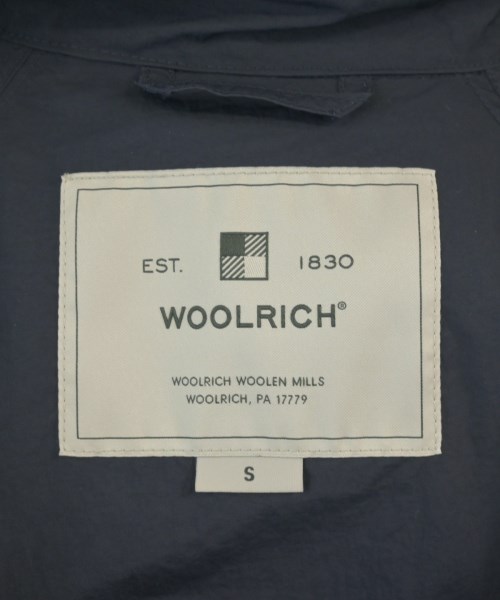 EST. 1830
WOOLRICH®
WOOLRICH WOOLEN MILLS
WOOLRICH, PA 17779
S